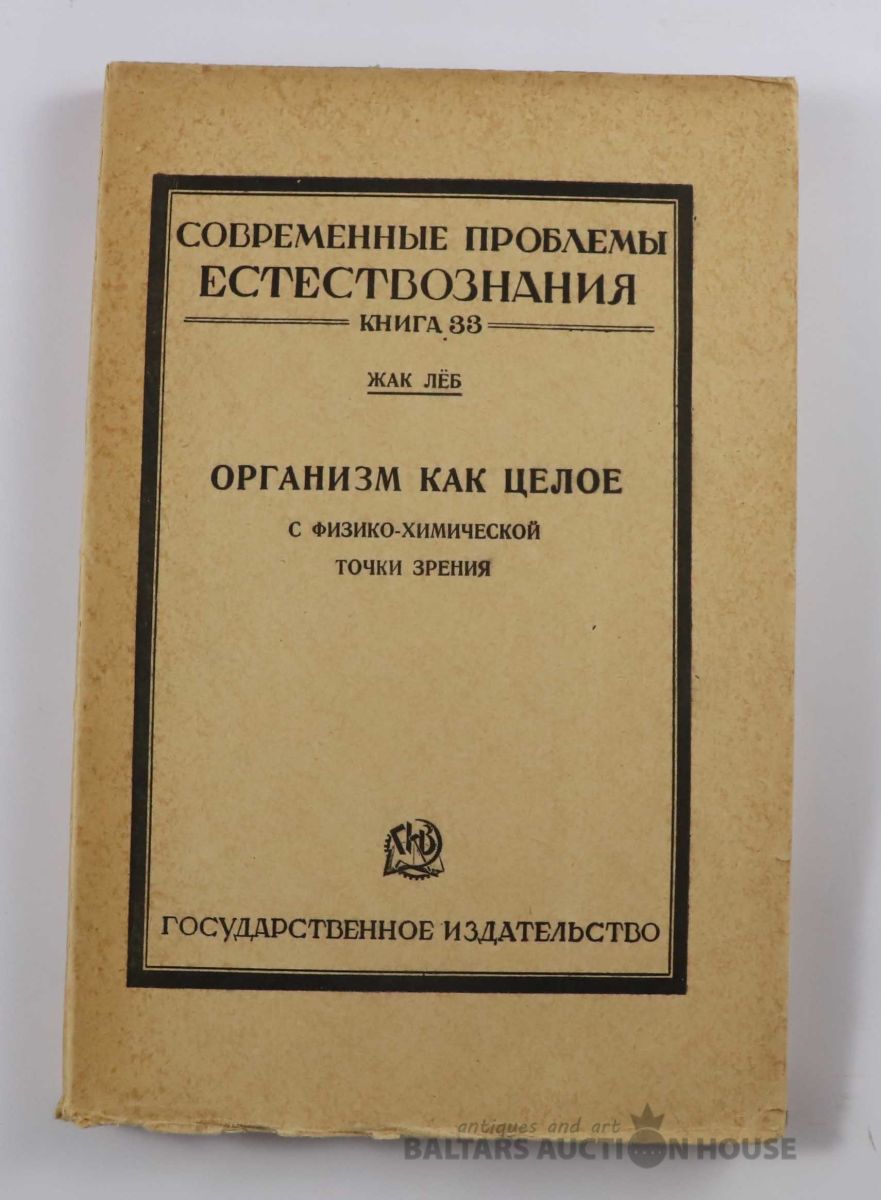 СОВРЕМЕННЫЕ ПРОБЛЕМЫ
ЕСТЕСТВОЗНАНИЯ
КНИГА 33
ЖАК ЛЁБ
ОРГАНИЗМ КАК ЦЕЛОЕ
С ФИЗИКО-ХИМИЧЕСКОЙ
ТОЧКИ ЗРЕНИЯ
ГОСУДАРСТВЕННОЕ ИЗДАТЕЛЬСТВО
antiques and art
BALTARS AUCTION HOUSE